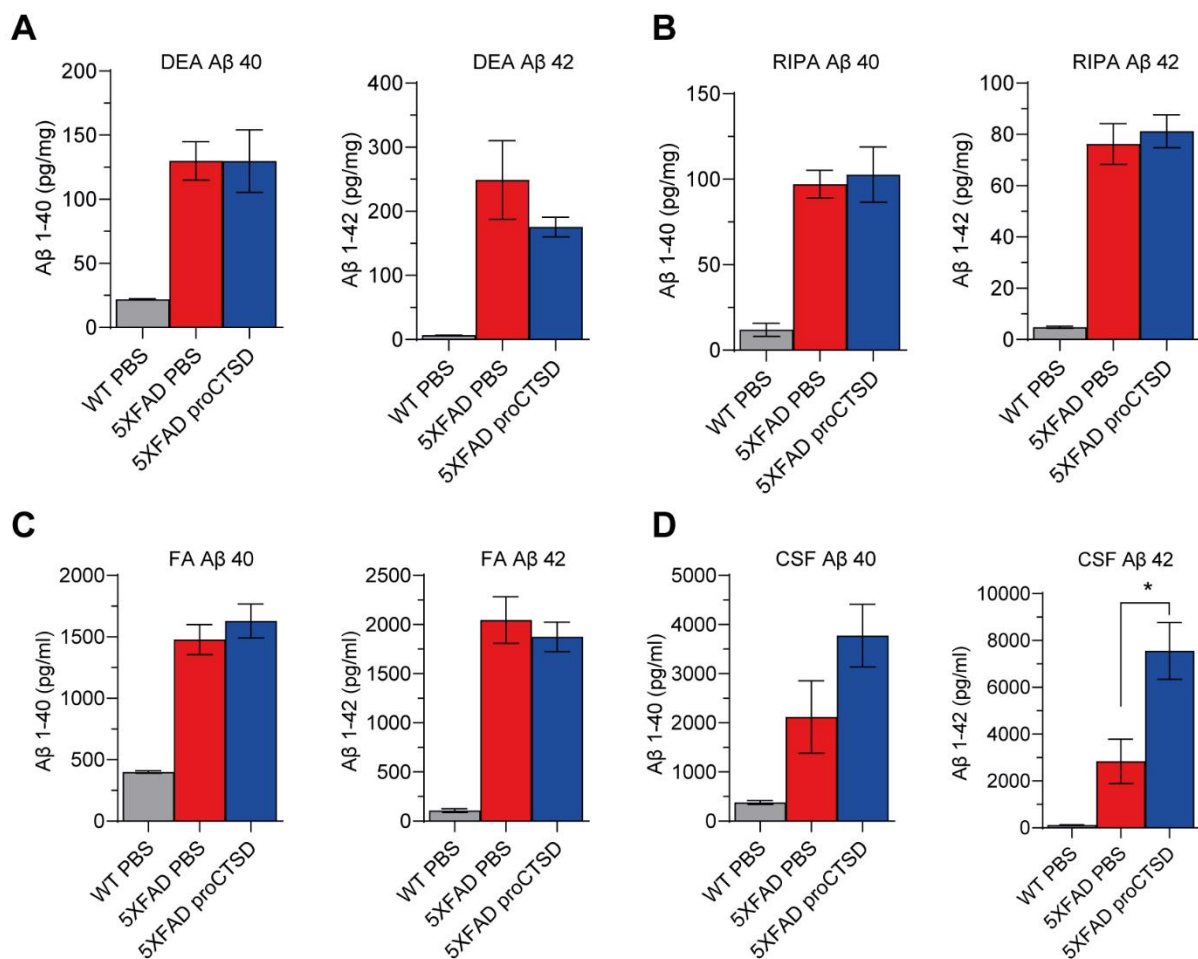 A
DEA Aβ 40
Aβ 1-40 (pg/mg)
200
150
100
50
0
WT PBS
5XFAD PBS
5XFAD proCTSD
DEA Aβ 42
Aβ 1-42 (pg/mg)
400
300
200
100
0
WT PBS
5XFAD PBS
5XFAD proCTSD
B
RIPA Aβ 40
Aβ 1-40 (pg/mg)
150
100
50
0
WT PBS
5XFAD PBS
5XFAD proCTSD
RIPA Aβ 42
Aβ 1-42 (pg/mg)
100
80
60
40
20
0
WT PBS
5XFAD PBS
5XFAD proCTSD
C
FA Aβ 40
Aβ 1-40 (pg/ml)
2000
1500
1000
500
0
WT PBS
5XFAD PBS
5XFAD proCTSD
FA Aβ 42
Aβ 1-42 (pg/ml)
2500
2000
1500
1000
500
0
WT PBS
5XFAD PBS
5XFAD proCTSD
D
CSF Aβ 40
Aβ 1-40 (pg/ml)
5000
4000
3000
2000
1000
0
WT PBS
5XFAD PBS
5XFAD proCTSD
CSF Aβ 42
*
Aβ 1-42 (pg/ml)
10000
8000
6000
4000
2000
0
WT PBS
5XFAD PBS
5XFAD proCTSD